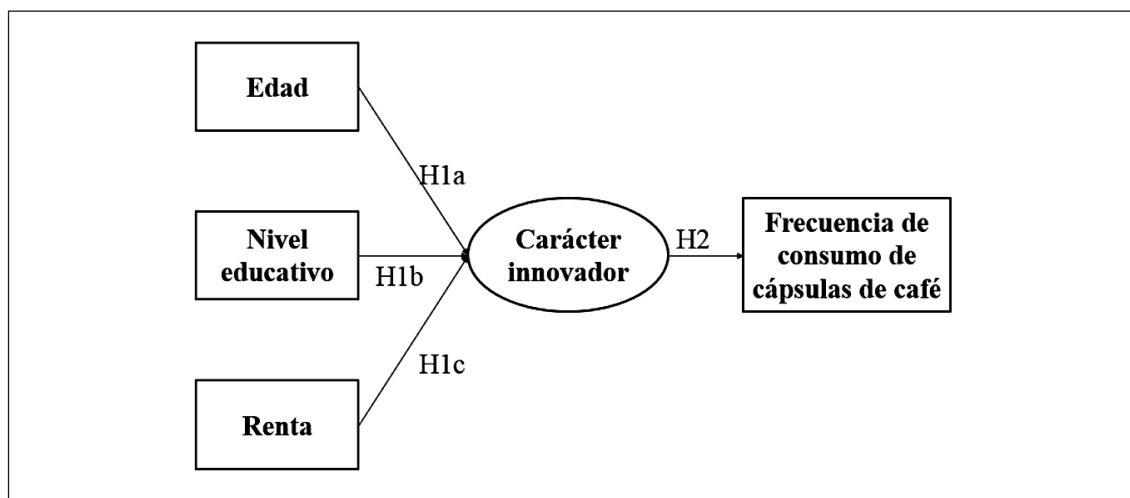 Edad
H1a
Nivel
educativo
H1b
Renta
H1c
Carácter
innovador
H2
Frecuencia de
consumo de
cápsulas de café